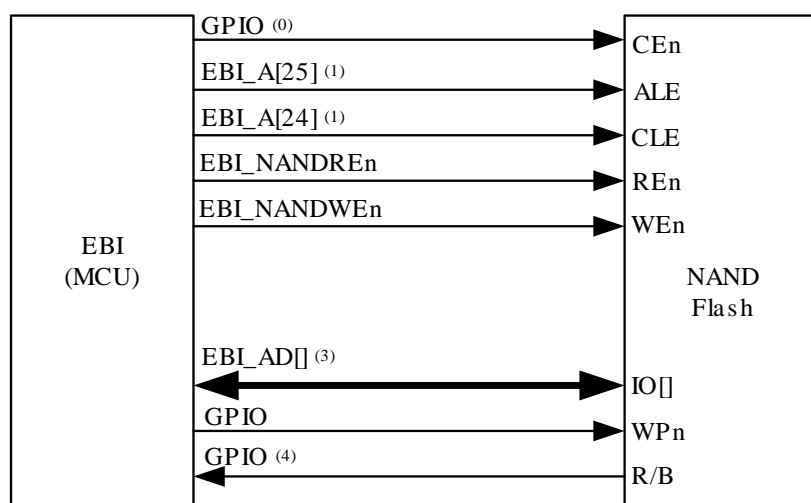 GPIO (0)
CEn
EBI_A[25] (1)
ALE
EBI_A[24] (1)
CLE
EBI_NANDREn
REn
EBI_NANDWEn
WEn
EBI
(MCU)
NAND
Flash
EBI_AD[] (3)
IO[]
GPIO
WPn
GPIO (4)
R/B